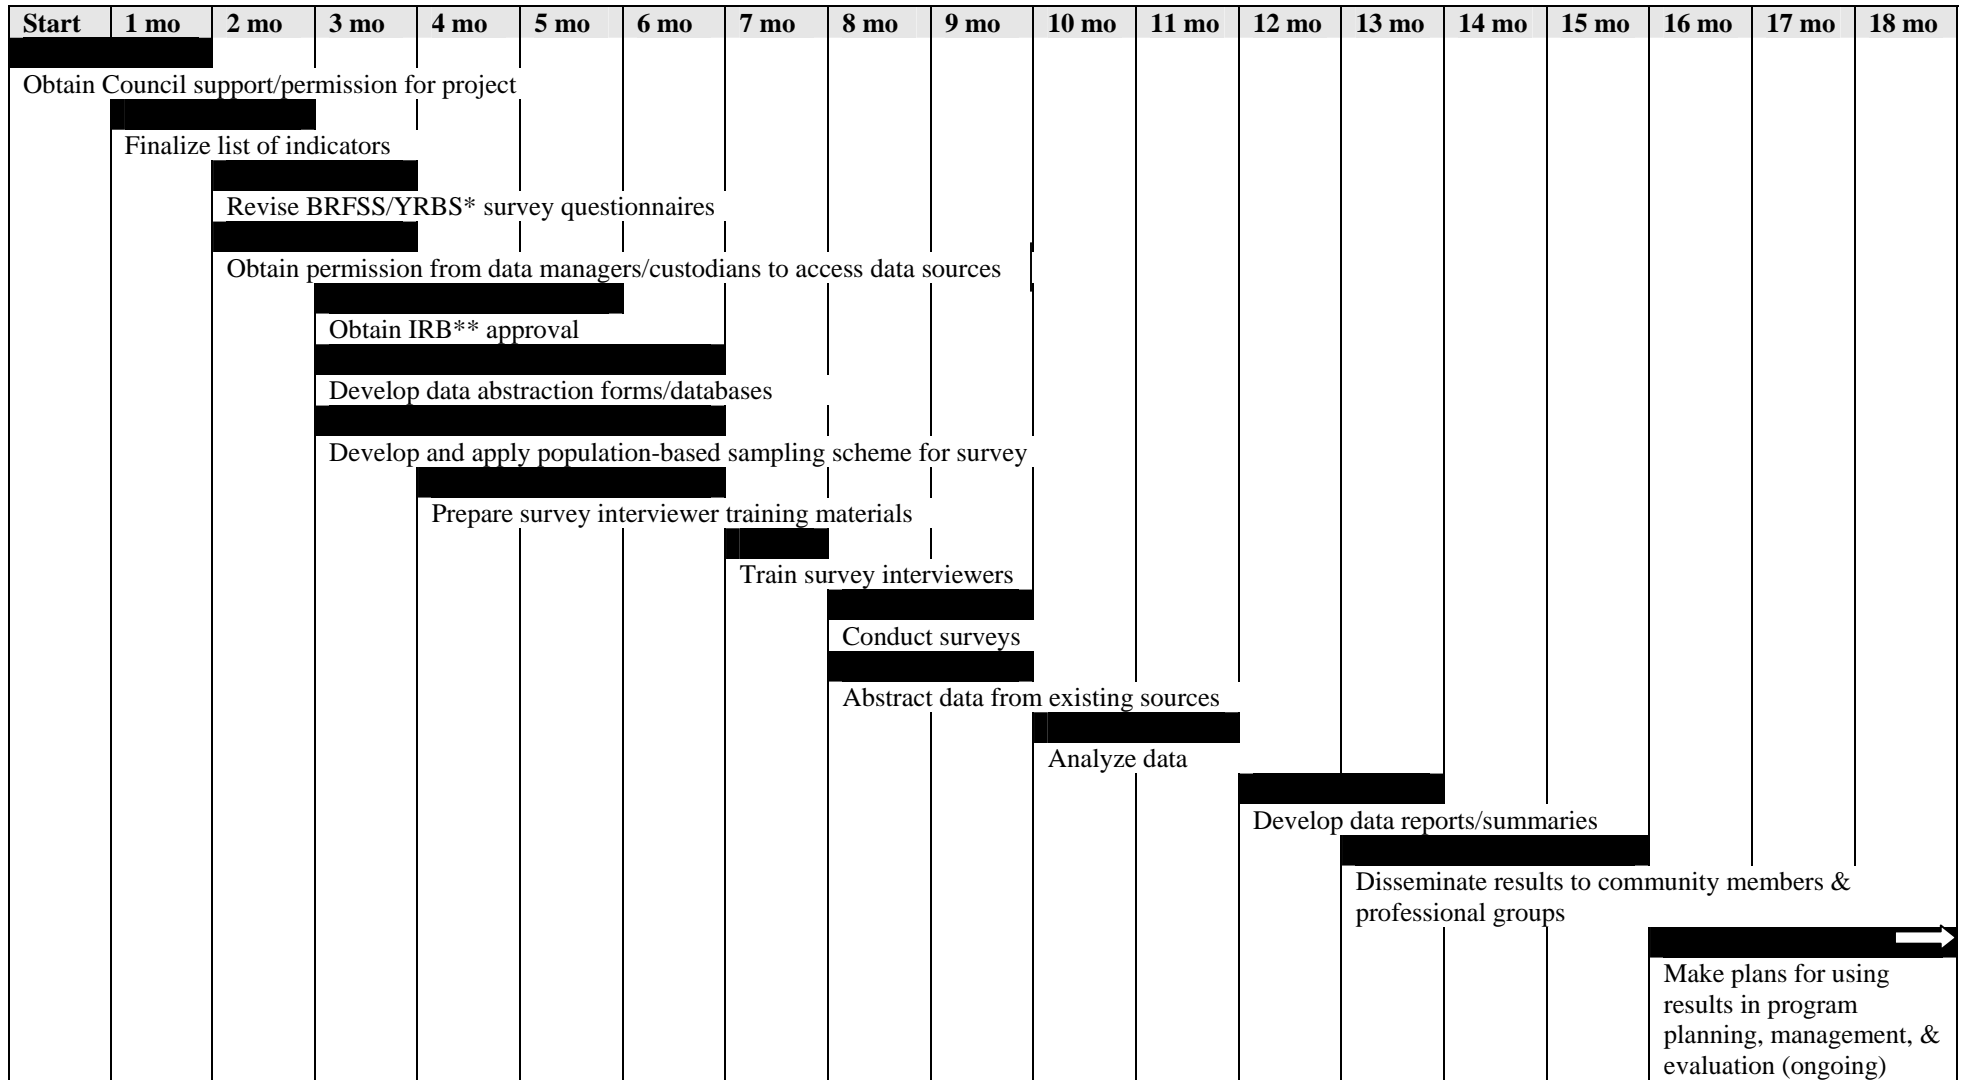 Start 1 mo 2 mo 3 mo 4 mo 5 mo 6 mo 7 mo 8 mo 9 mo 10 mo 11 mo 12 mo 13 mo 14 mo 15 mo 16 mo 17 mo 18 mo
Obtain Council support/permission for project
Finalize list of indicators
Revise BRFSS/YRBS* survey questionnaires
Obtain permission from data managers/custodians to access data sources
Obtain IRB** approval
Develop data abstraction forms/databases
Develop and apply population-based sampling scheme for survey
Prepare survey interviewer training materials
Train survey interviewers
Conduct surveys
Abstract data from existing sources
Analyze data
Develop data reports/summaries
Disseminate results to community members &
professional groups
Make plans for using
results in program
planning, management, &
evaluation (ongoing)